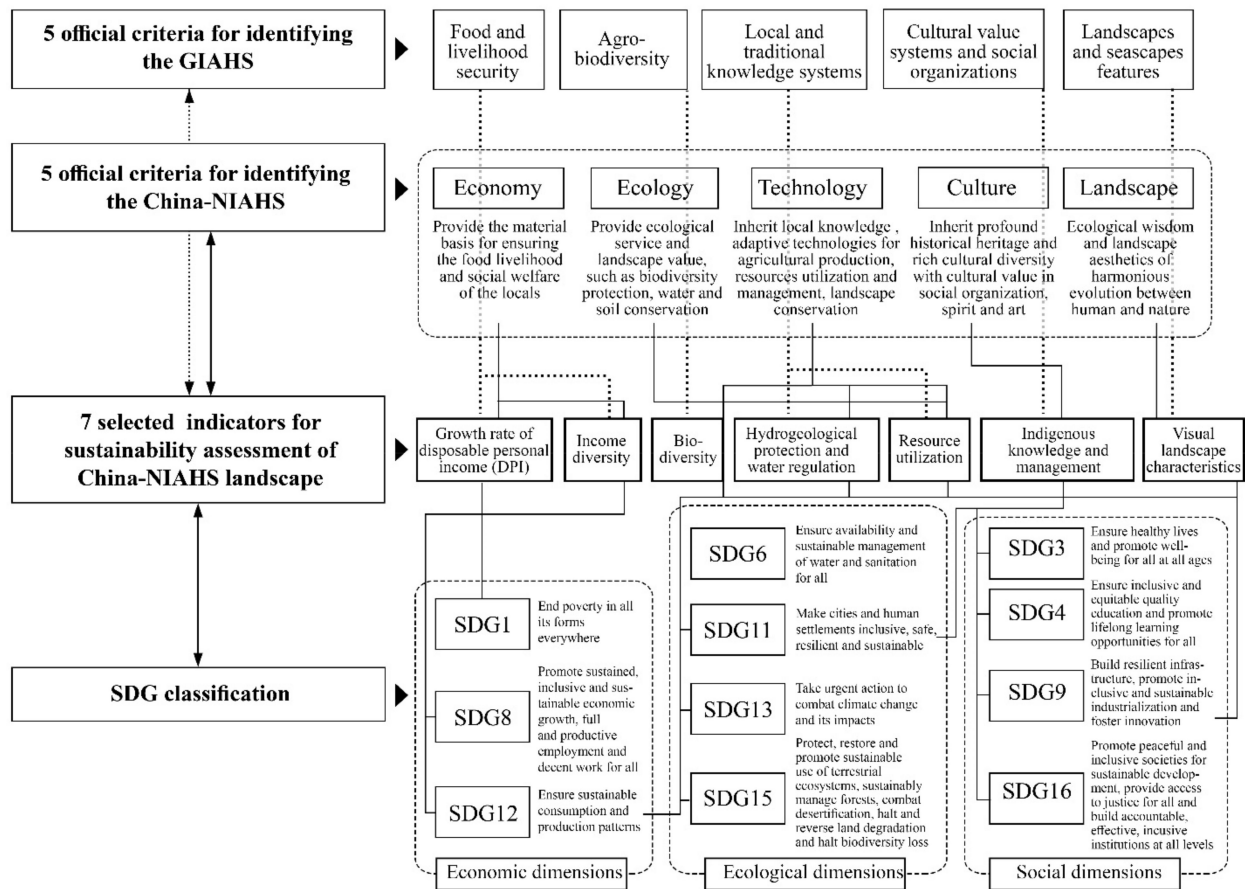 5 official criteria for identifying
the GIAHS
Food and
livelihood
security
Agro-
biodiversity
Local and
traditional
knowledge systems
Cultural value
systems and social
organizations
Landscapes
and seascapes
features
5 official criteria for identifying
the China-NIAHS
Economy
Provide the material
basis for ensuring
the food livelihood
and social welfare
of the locals
Ecology
Provide ecological
service and
landscape value,
such as biodiversity
protection, water and
soil conservation
Technology
Inherit local knowledge ,
adaptive technologies for
agricultural production,
resources utilization and
management, landscape
conservation
Culture
Inherit profound
historical heritage and
rich cultural diversity
with cultural value in
social organization,
spirit and art
Landscape
Ecological wisdom
and landscape
aesthetics of
harmonious
evolution between
human and nature
7 selected indicators for
sustainability assessment of
China-NIAHS landscape
Growth rate of
disposable personal
income (DPI)
Income
diversity
Bio-
diversity
Hydrgeological
protection and
water regulation
Resource
utilization
Indigenous
knowledge and
management
Visual
landscape
characteristics
SDG classification
SDG1
End poverty in all
its forms
everywhere
SDG8
Promote sustained,
inclusive and sus-
tainable economic
growth, full
and productive
employment and
decent work for all
SDG12
Ensure sustainable
consumption and
production patterns
Economic dimensions
SDG6
Ensure availability and
sustainable management
of water and sanitation
for all
SDG11
Make cities and human
settlements inclusive, safe,
resilient and sustainable
SDG13
Take urgent action to
combat climate change
and its impacts
SDG15
Protect, restore and
promote sustainable
use of terrestrial
ecosystems, sustainably
manage forests, combat
desertification, halt and
reverse land degradation
and halt biodiversity loss
Ecological dimensions
SDG3
Ensure healthy lives
and promote well-
being for all at all ages
SDG4
Ensure inclusive and
equitable quality
education and promote
lifelong learning
opportunities for all
SDG9
Build resilient infras-
tructure, promote in-
clusive and sustainable
industrialization and
foster innovation
SDG16
Promote peaceful and
inclusive societies for
sustainable develop-
ment, provide access
to justice for all and
build accountable,
effective, incusive
institutions at all levels
Social dimensions